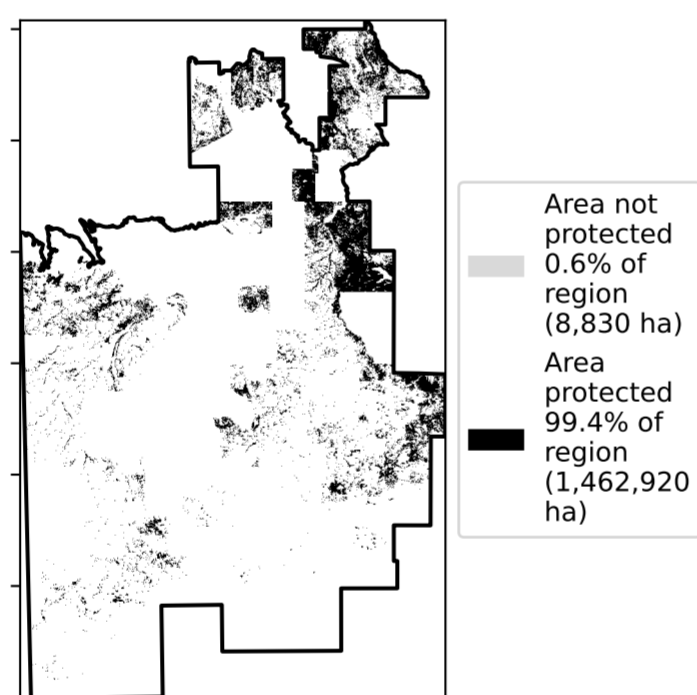 Area not
protected
0.6% of
region
(8,830 ha)
Area
protected
99.4% of
region
(1,462,920
ha)